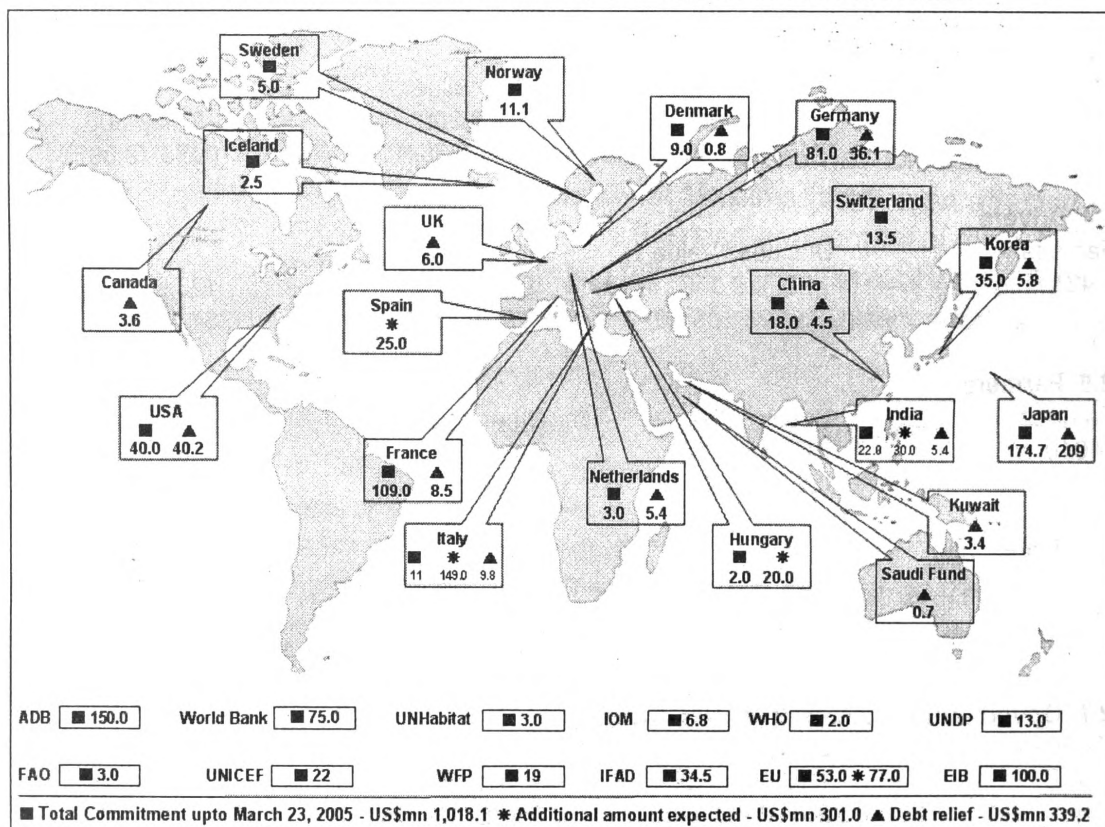 Sweden
■
5.0
Norway
■
11.1
Denmark
■ ▲
9.0 0.8
Germany
■ ▲
81.0 36.1
Iceland
■
2.5
UK
▲
6.0
Switzerland
■
13.5
Korea
■ ▲
35.0 5.8
Canada
▲
3.6
Spain
✷
25.0
China
■ ▲
18.0 4.5
USA
■ ▲
40.0 40.2
France
■ ▲
109.0 8.5
Netherlands
■ ▲
3.0 5.4
India
■ ✷ ▲
30.0 5.4
Japan
■ ▲
174.7 209
Italy
■ ✷ ▲
11 149.0 9.8
Hungary
■ ✷
2.0 20.0
Kuwait
▲
3.4
Saudi Fund
▲
0.7
ADB ■ 150.0 World Bank ■ 75.0 UNHabitat ■ 3.0 IOM ■ 6.8 WHO ■ 2.0 UNDP ■ 13.0
FAO ■ 3.0 UNICEF ■ 22 WFP ■ 19 IFAD ■ 34.5 EU ■ 53.0 ✷ 77.0 EIB ■ 100.0
■ Total Commitment upto March 23, 2005 - US$mn 1,018.1 ✷ Additional amount expected - US$mn 301.0 ▲ Debt relief - US$mn 339.2